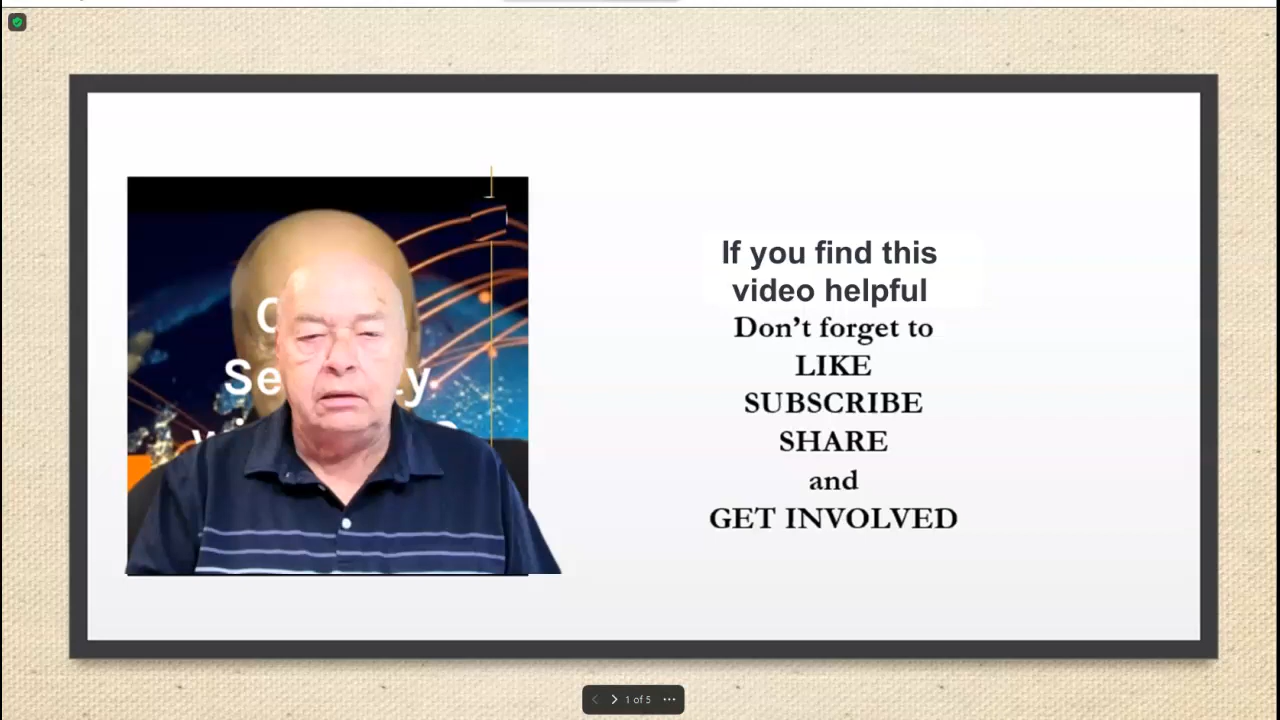 If you find this
video helpful
Don't forget to
LIKE
SUBSCRIBE
SHARE
and
GET INVOLVED
1 of 5